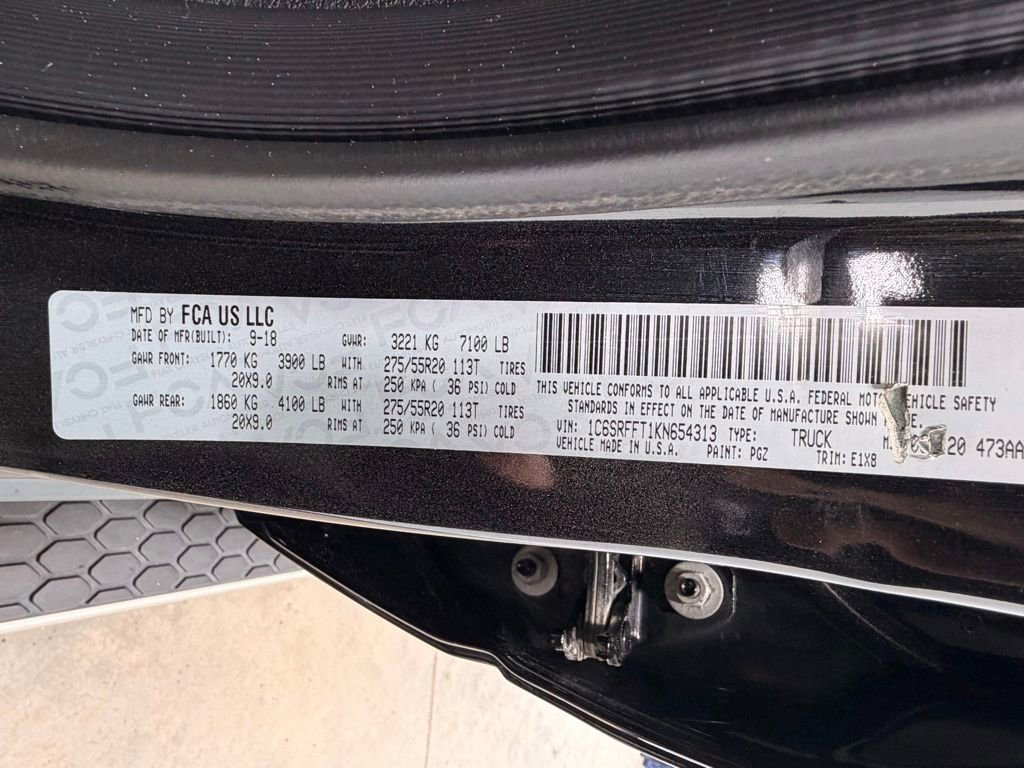 MFD BY FCA US LLC
DATE OF MFR(BUILT): 9-18 GVWR: 3221 KG 7100 LB
GAWR FRONT: 1770 KG 3900 LB WITH 275/55R20 113T TIRES
20X9.0 RIMS AT 250 KPA ( 36 PSI) COLD
GAWR REAR: 1860 KG 4100 LB WITH 275/55R20 113T TIRES
20X9.0 RIMS AT 250 KPA ( 36 PSI) COLD
THIS VEHICLE CONFORMS TO ALL APPLICABLE U.S.A. FEDERAL MOTOR VEHICLE SAFETY
STANDARDS IN EFFECT ON THE DATE OF MANUFACTURE SHOWN
VIN: 1C6SRFFT1KN654313 TYPE: TRUCK 20 473AA
VEHICLE MADE IN U.S.A. PAINT: PGZ TRIM: E1X8